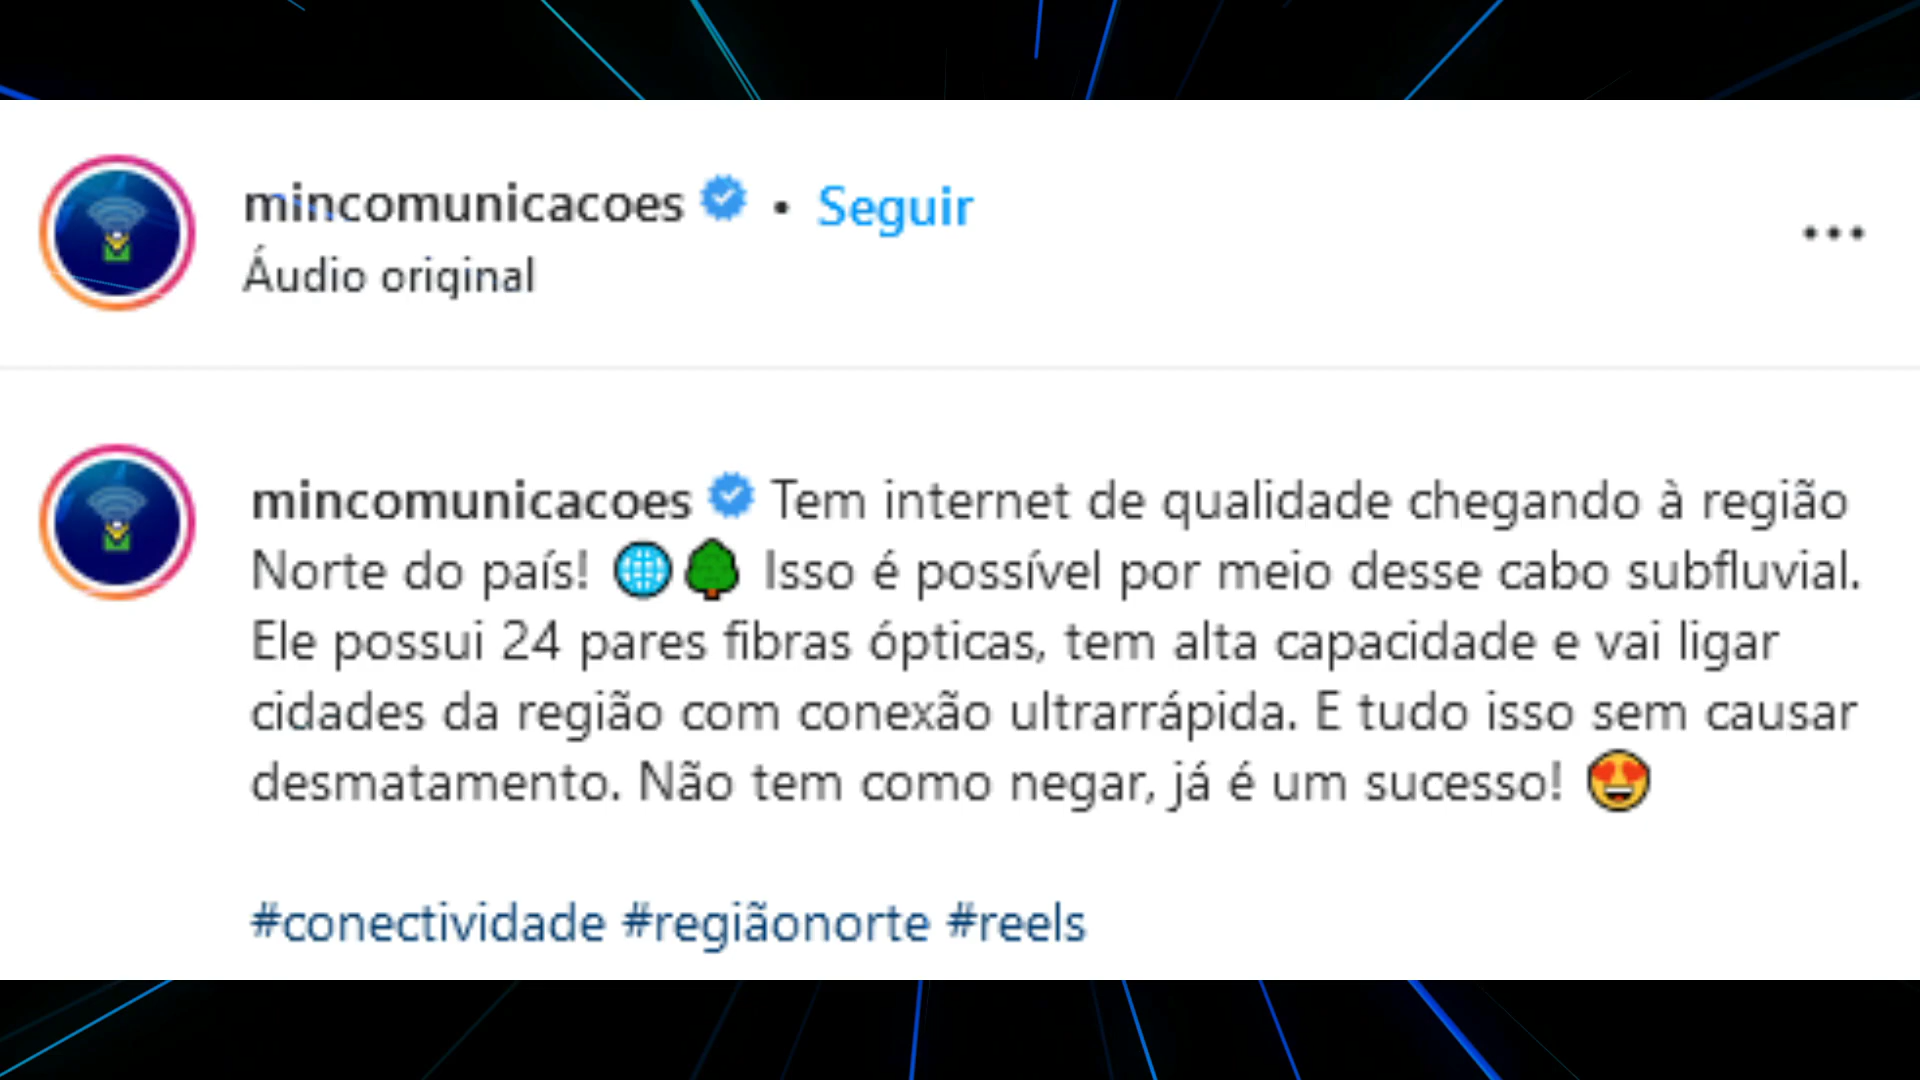 mincomunicacoes • Seguir
Áudio original
mincomunicacoes Tem internet de qualidade chegando à região
Norte do país! 🌐🌳 Isso é possível por meio desse cabo subfluvial.
Ele possui 24 pares fibras ópticas, tem alta capacidade e vai ligar
cidades da região com conexão ultrarrápida. E tudo isso sem causar
desmatamento. Não tem como negar, já é um sucesso! 😍
#conectividade #regiãonorte #reels